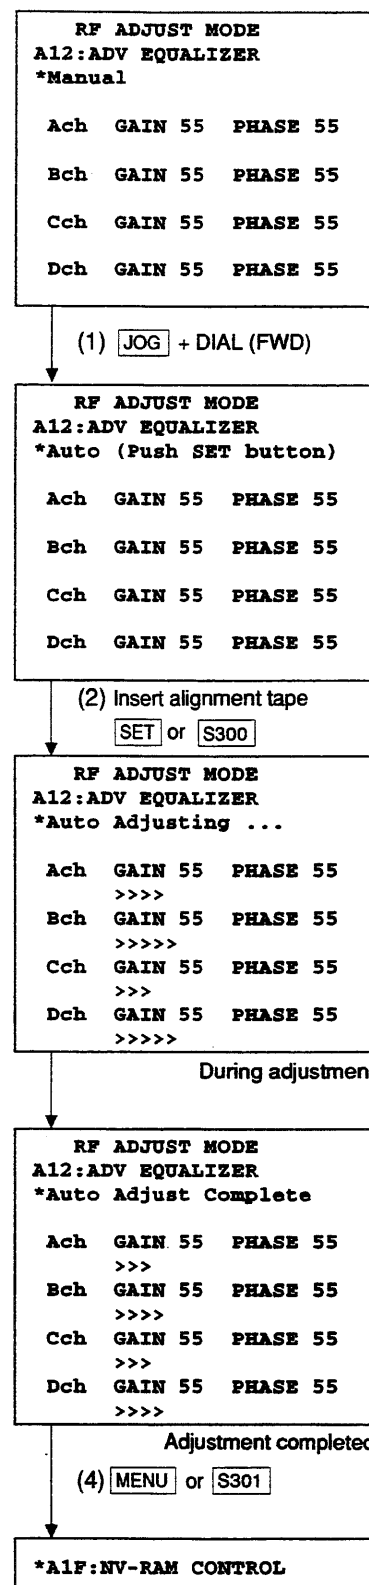 RF ADJUST MODE
A12:ADV EQUALIZER
*Manual
Ach GAIN 55 PHASE 55
Bch GAIN 55 PHASE 55
Cch GAIN 55 PHASE 55
Dch GAIN 55 PHASE 55
(1) JOG + DIAL (FWD)
RF ADJUST MODE
A12:ADV EQUALIZER
*Auto (Push SET button)
Ach GAIN 55 PHASE 55
Bch GAIN 55 PHASE 55
Cch GAIN 55 PHASE 55
Dch GAIN 55 PHASE 55
(2) Insert alignment tape
SET or S300
RF ADJUST MODE
A12:ADV EQUALIZER
*Auto Adjusting ...
Ach GAIN 55 PHASE 55
>>>>
Bch GAIN 55 PHASE 55
>>>>>
Cch GAIN 55 PHASE 55
>>>
Dch GAIN 55 PHASE 55
>>>>>
During adjustmen
RF ADJUST MODE
A12:ADV EQUALIZER
*Auto Adjust Complete
Ach GAIN 55 PHASE 55
>>>
Bch GAIN 55 PHASE 55
>>>>
Cch GAIN 55 PHASE 55
>>>
Dch GAIN 55 PHASE 55
>>>>
Adjustment completed
(4) MENU or S301
*A1F:NV-RAM CONTROL